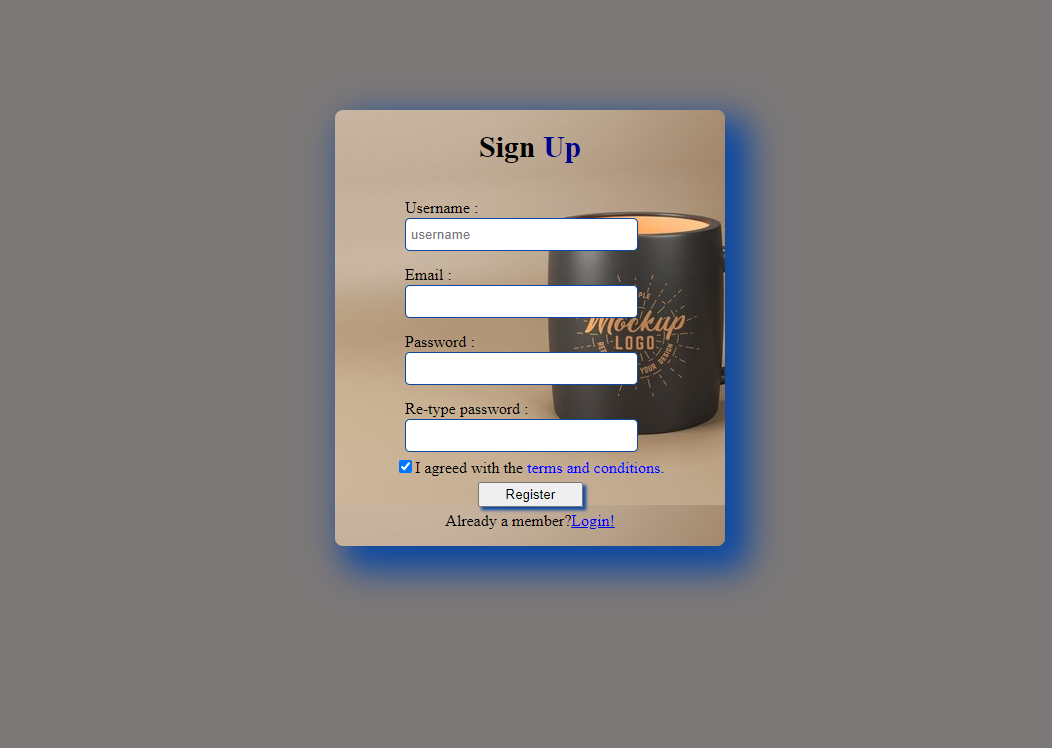 Sign Up
Username :
username
Email :
Mockup
LOGO
Password :
YOUR DESIGN
Re-type password :
I agreed with the terms and conditions.
Register
Already a member?Login!